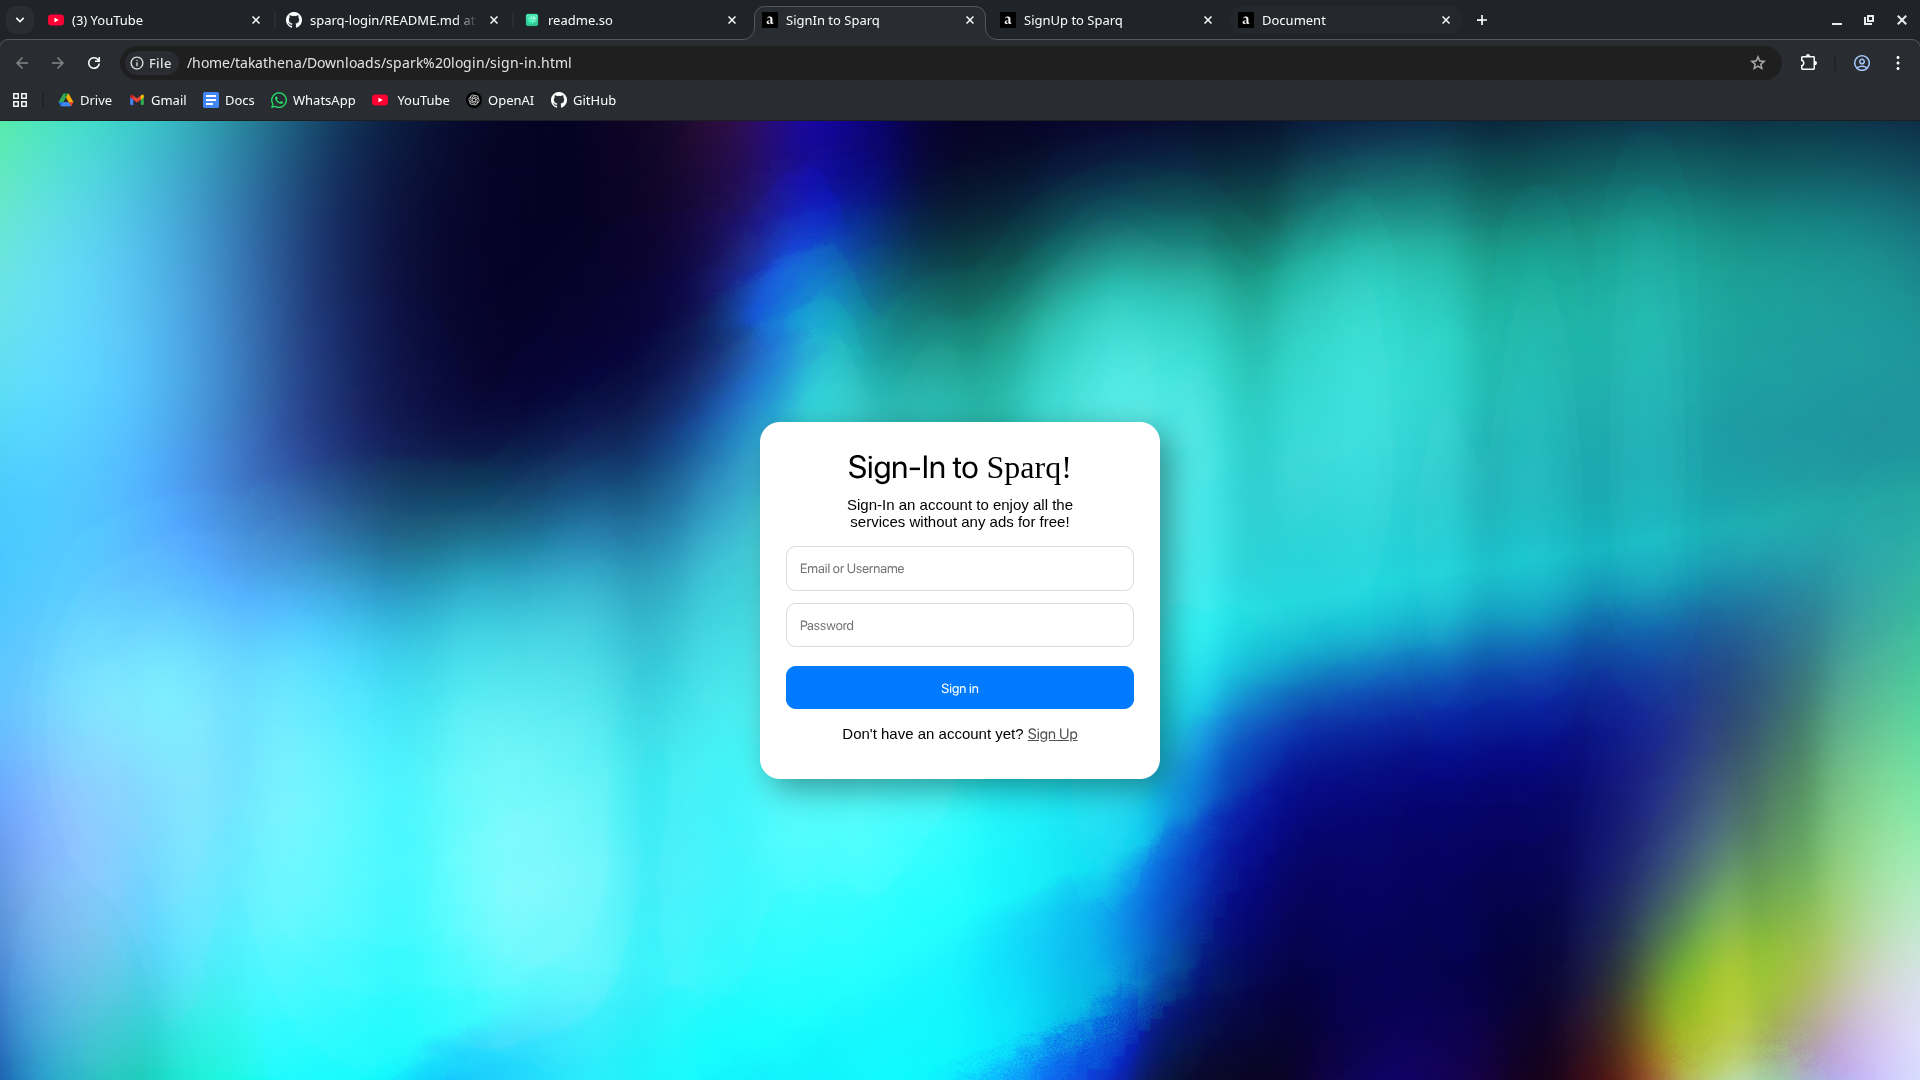 (3) YouTube
sparq-login/README.md at
readme.so
SignIn to Sparq
SignUp to Sparq
Document
File
/home/takathena/Downloads/spark%20login/sign-in.html
Drive
Gmail
Docs
WhatsApp
YouTube
OpenAI
GitHub
Sign-In to Sparq!
Sign-In an account to enjoy all the
services without any ads for free!
Email or Username
Password
Sign in
Don't have an account yet? Sign Up